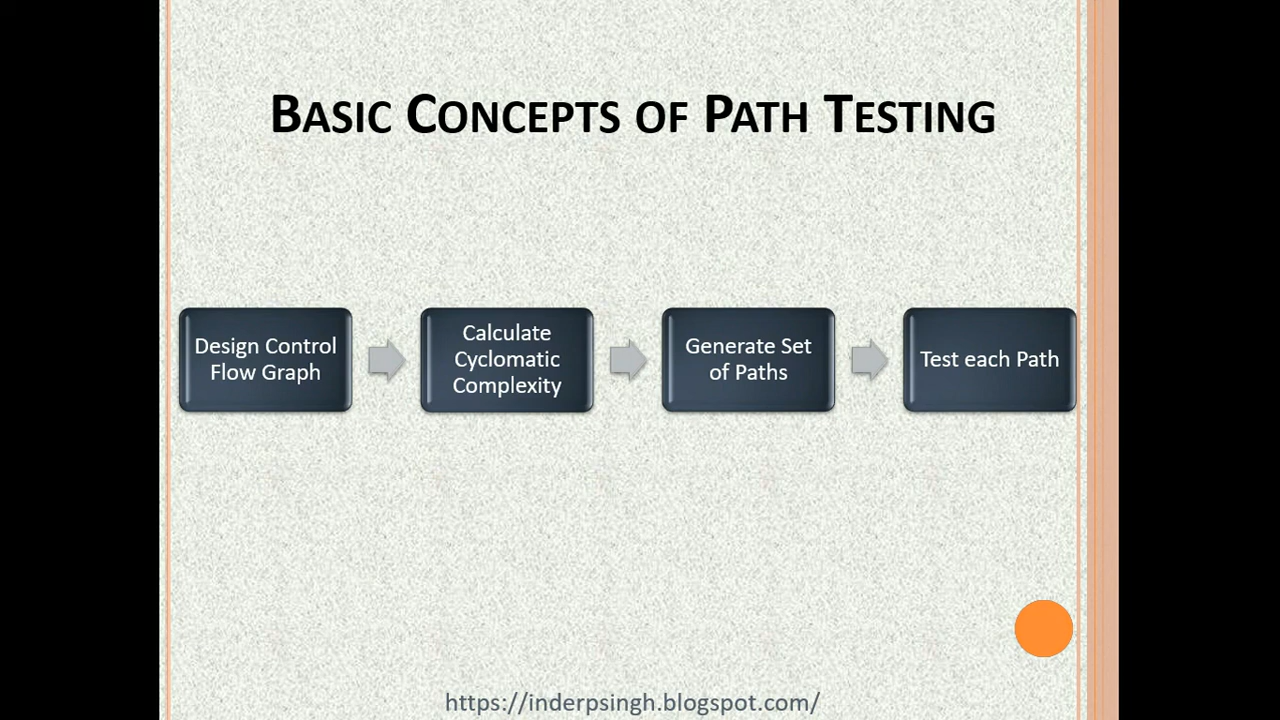 BASIC CONCEPTS OF PATH TESTING
Design Control
Flow Graph
Calculate
Cyclomatic
Complexity
Generate Set
of Paths
Test each Path
https://inderpsingh.blogspot.com/